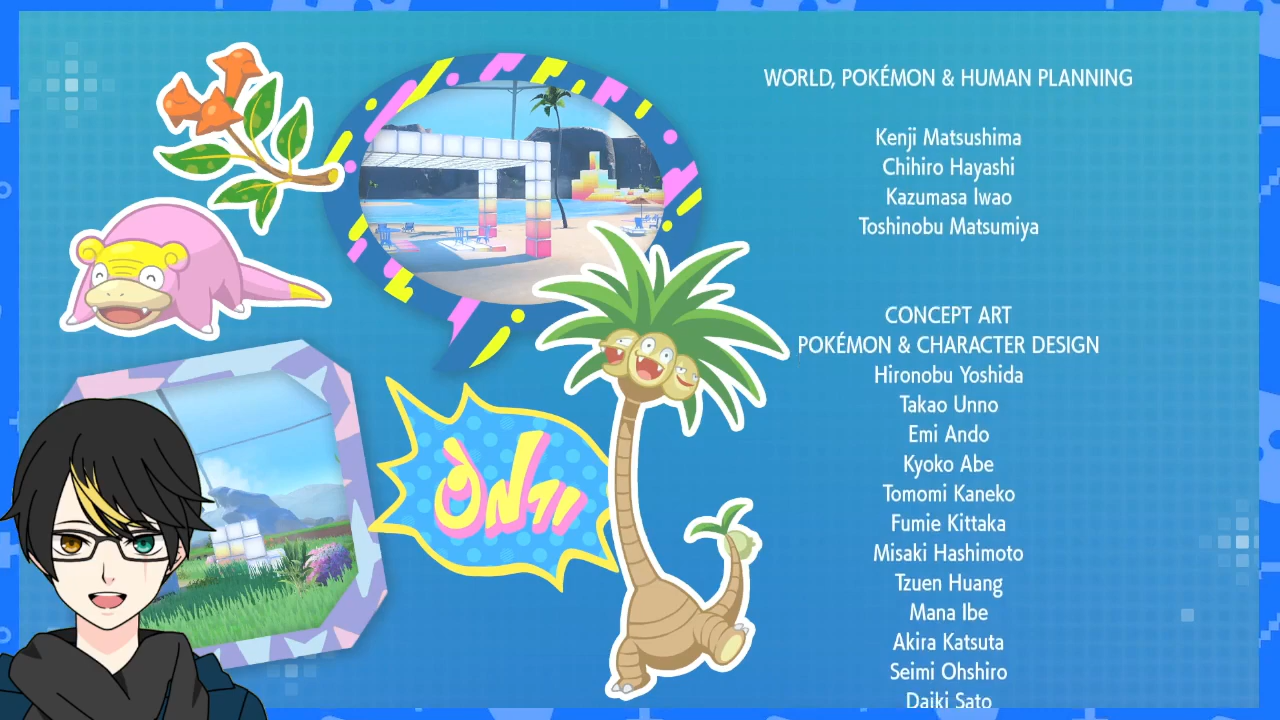 WORLD, POKÉMON & HUMAN PLANNING
Kenji Matsushima
Chihiro Hayashi
Kazumasa Iwao
Toshinobu Matsumiya
CONCEPT ART
POKÉMON & CHARACTER DESIGN
Hironobu Yoshida
Takao Unno
Emi Ando
Kyoko Abe
Tomomi Kaneko
Fumie Kittaka
Misaki Hashimoto
Tzuen Huang
Mana Ibe
Akira Katsuta
Seimi Ohshiro
Daiki Sato